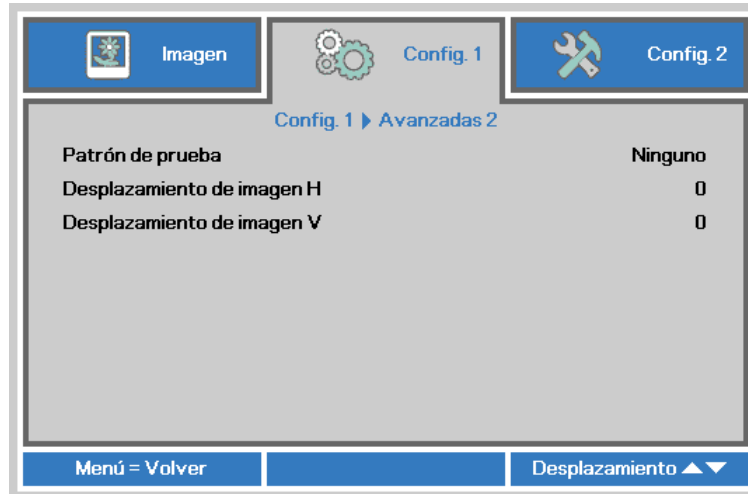 Imagen Config. 1 Config. 2
Config. 1 ▶ Avanzadas 2
Patrón de prueba Ninguno
Desplazamiento de imagen H 0
Desplazamiento de imagen V 0
Menú = Volver Desplazamiento ▲▼